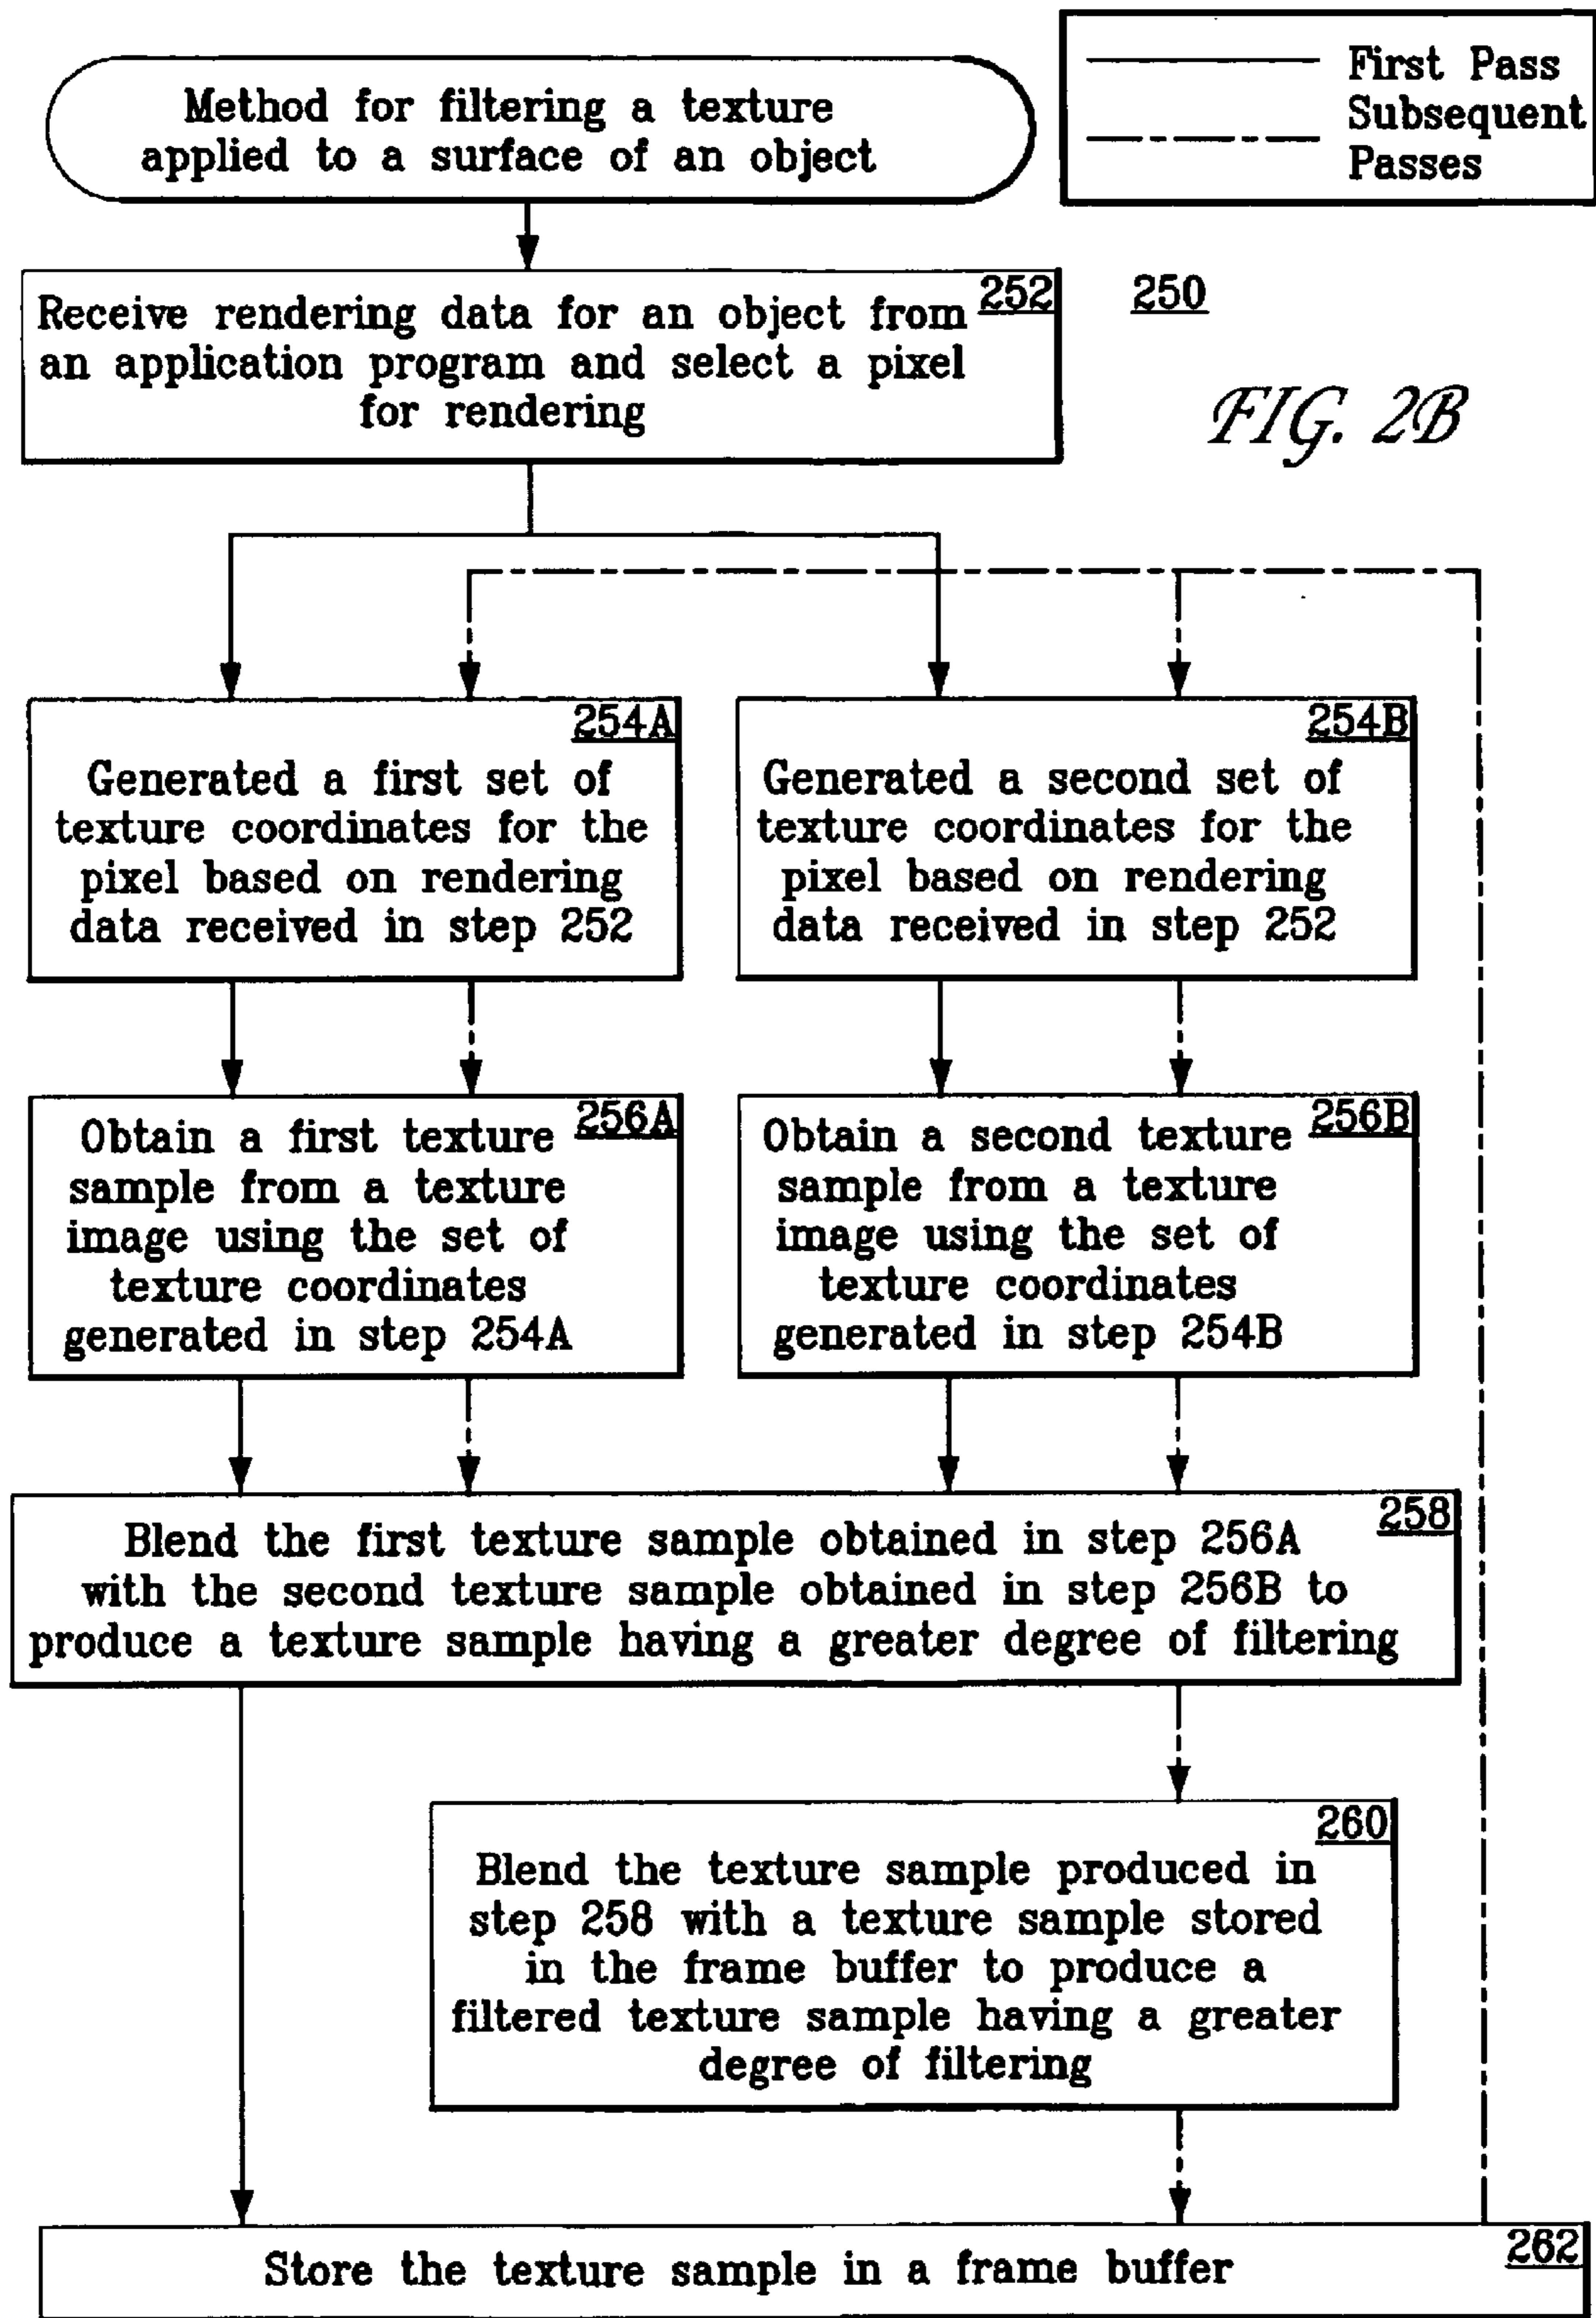 Method for filtering a texture
applied to a surface of an object
First Pass
Subsequent
Passes
252
Receive rendering data for an object from
an application program and select a pixel
for rendering
250
FIG. 2B
254A
Generated a first set of
texture coordinates for the
pixel based on rendering
data received in step 252
254B
Generated a second set of
texture coordinates for the
pixel based on rendering
data received in step 252
256A
Obtain a first texture
sample from a texture
image using the set of
texture coordinates
generated in step 254A
256B
Obtain a second texture
sample from a texture
image using the set of
texture coordinates
generated in step 254B
258
Blend the first texture sample obtained in step 256A
with the second texture sample obtained in step 256B to
produce a texture sample having a greater degree of filtering
260
Blend the texture sample produced in
step 258 with a texture sample stored
in the frame buffer to produce a
filtered texture sample having a greater
degree of filtering
262
Store the texture sample in a frame buffer